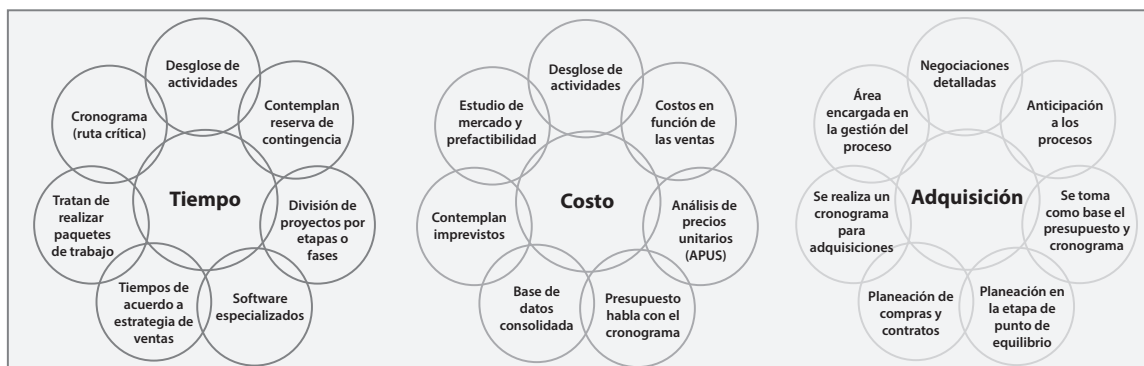 Desglose de
actividades
Contemplan
reserva de
contingencia
División de
proyectos por
etapas o
fases
Software
especializados
Tiempos de
acuerdo a
estrategia de
ventas
Tratan de
realizar
paquetes
de trabajo
Cronograma
(ruta crítica)
Tiempo
Desglose de
actividades
Costos en
función de
las ventas
Análisis de
precios
unitarios
(APUS)
Presupuesto
habla con el
cronograma
Base de
datos
consolidada
Contemplan
imprevistos
Estudio de
mercado y
prefactibilidad
Costo
Negociaciones
detalladas
Anticipación
a los
procesos
Se toma
como base el
presupuesto y
cronograma
Planeación en
la etapa de
punto de
equilibrio
Planeación de
compras y
contratos
Se realiza un
cronograma
para
adquisiciones
Área
encargada en
la gestión del
proceso
Adquisición